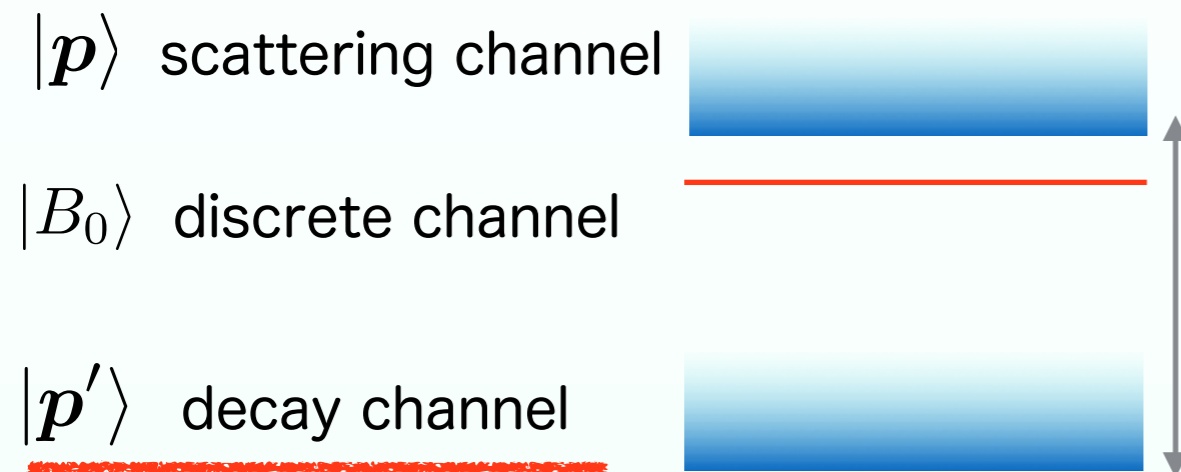 |p⟩ scattering channel
|B₀⟩ discrete channel
|p′⟩ decay channel